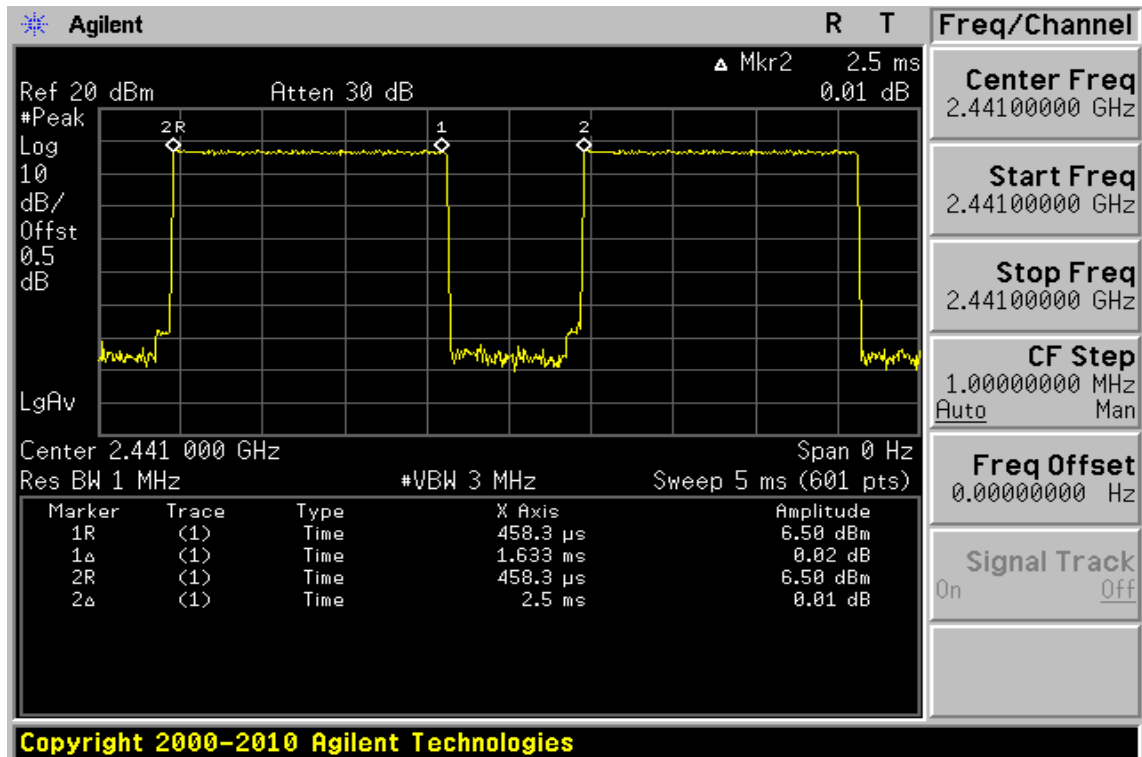 Agilent R T Freq/Channel
▵ Mkr2 2.5 ms
Ref 20 dBm Atten 30 dB 0.01 dB
#Peak
Log
10
dB/
Offst
0.5
dB
2R 1 2
LgAv
Center 2.441 000 GHz Span 0 Hz
Res BW 1 MHz #VBW 3 MHz Sweep 5 ms (601 pts)
Marker Trace Type X Axis Amplitude
1R (1) Time 458.3 µs 6.50 dBm
1▵ (1) Time 1.633 ms 0.02 dB
2R (1) Time 458.3 µs 6.50 dBm
2▵ (1) Time 2.5 ms 0.01 dB
Center Freq
2.44100000 GHz
Start Freq
2.44100000 GHz
Stop Freq
2.44100000 GHz
CF Step
1.00000000 MHz
Auto Man
Freq Offset
0.00000000 Hz
Signal Track
On Off
Copyright 2000-2010 Agilent Technologies